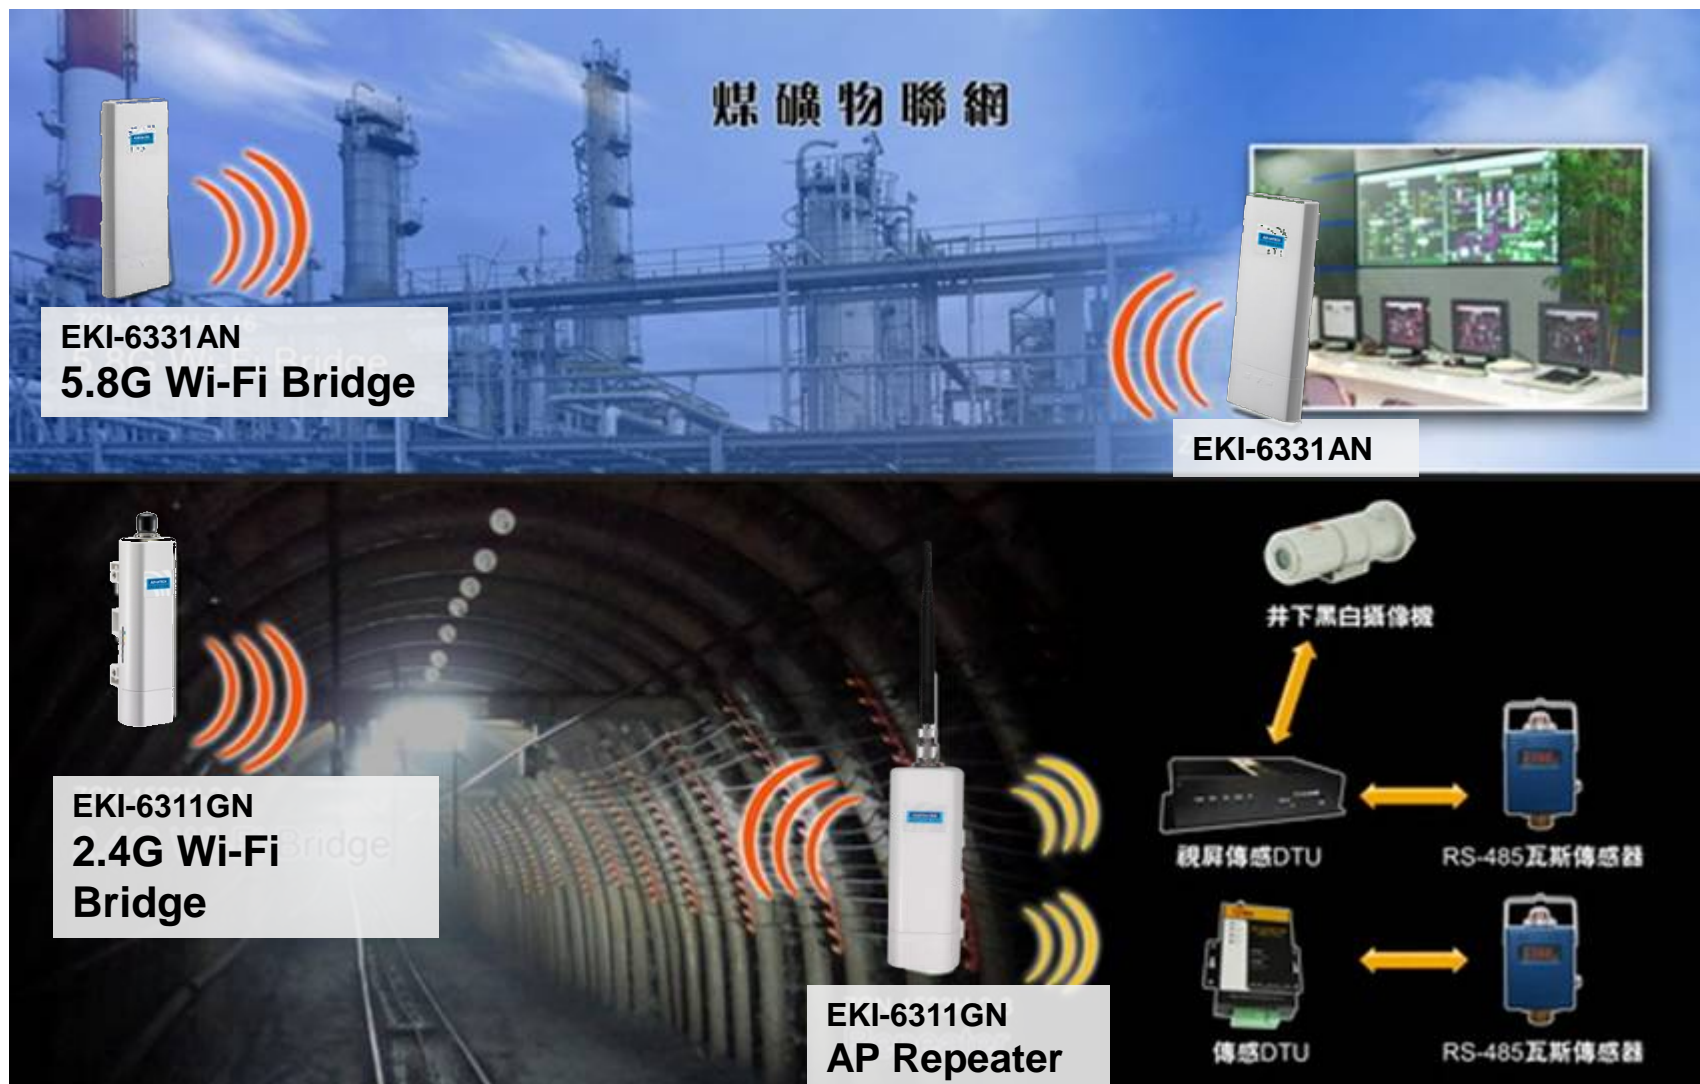 煤礦物聯網
EKI-6331AN
5.8G Wi-Fi Bridge
EKI-6331AN
EKI-6311GN
2.4G Wi-Fi
Bridge
EKI-6311GN
AP Repeater
井下黑白攝像機
視屏傳感DTU
RS-485瓦斯傳感器
傳感DTU
RS-485瓦斯傳感器